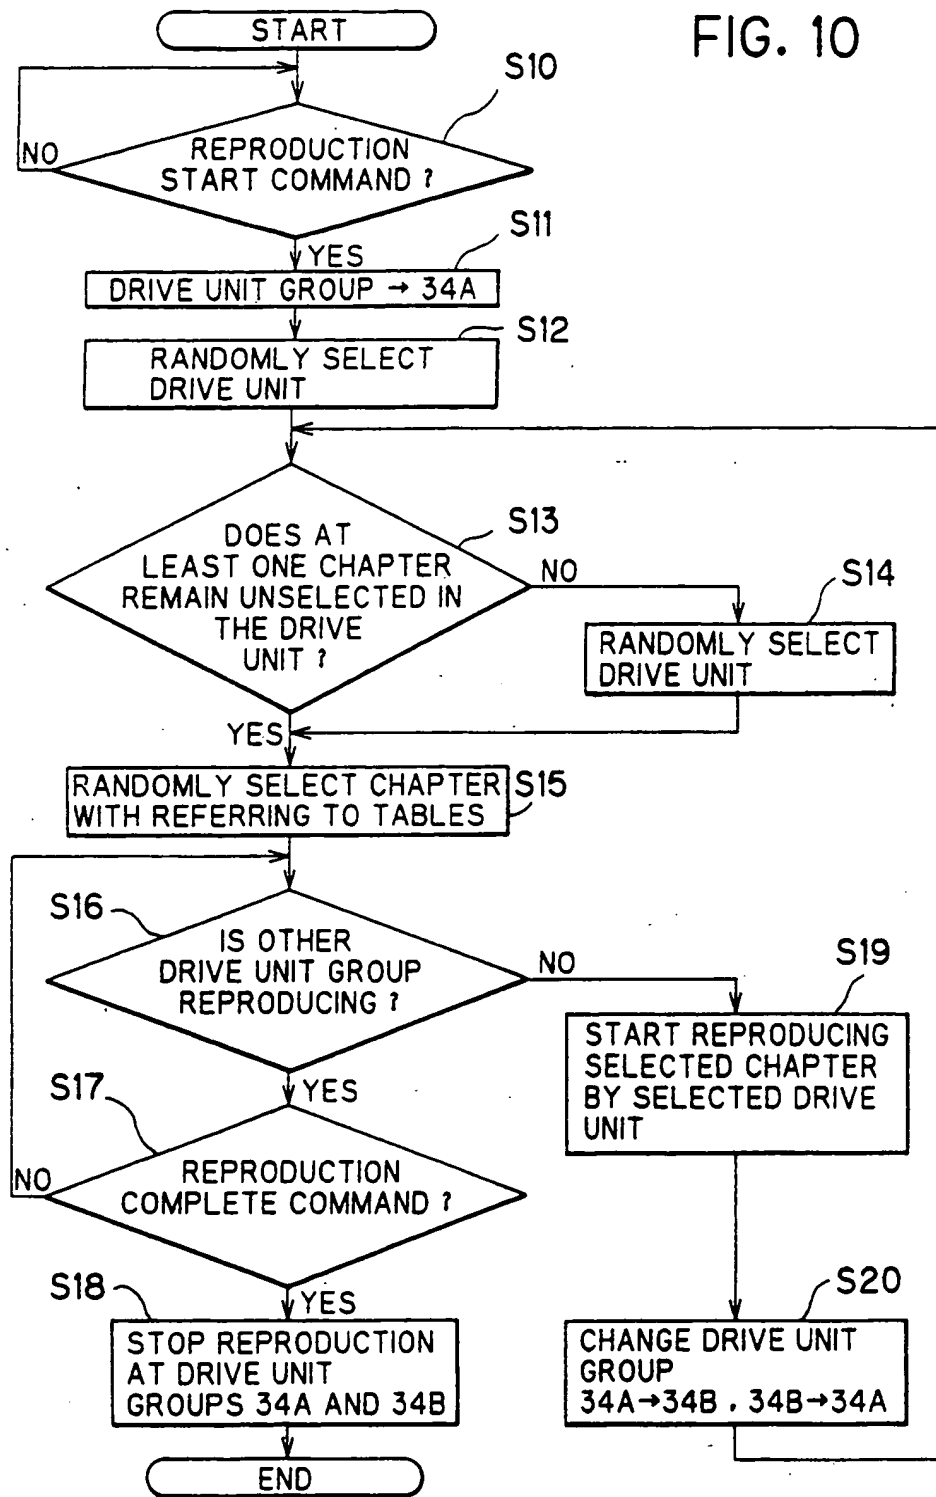 FIG. 10
START
S10
REPRODUCTION
START COMMAND ?
NO
YES
S11
DRIVE UNIT GROUP → 34A
S12
RANDOMLY SELECT
DRIVE UNIT
S13
DOES AT
LEAST ONE CHAPTER
REMAIN UNSELECTED IN
THE DRIVE
UNIT ?
NO
S14
RANDOMLY SELECT
DRIVE UNIT
YES
RANDOMLY SELECT CHAPTER
WITH REFERRING TO TABLES
S15
S16
IS OTHER
DRIVE UNIT GROUP
REPRODUCING ?
NO
S19
START REPRODUCING
SELECTED CHAPTER
BY SELECTED DRIVE
UNIT
YES
S17
REPRODUCTION
COMPLETE COMMAND ?
NO
YES
S18
STOP REPRODUCTION
AT DRIVE UNIT
GROUPS 34A AND 34B
S20
CHANGE DRIVE UNIT
GROUP
34A→34B . 34B→34A
END